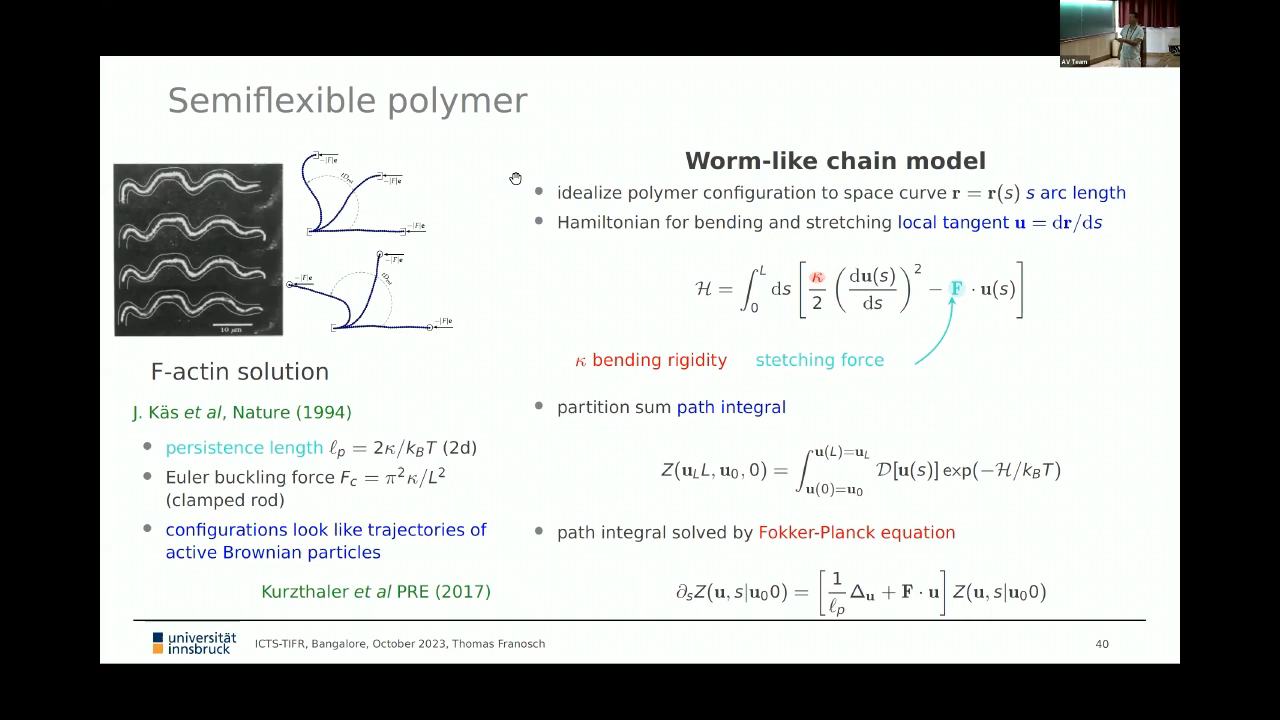 AV Team
Semiflexible polymer
−|F|e
−|F|e
−|F|e
−|F|e
−|F|e
−|F|e
10 µm
F-actin solution
J. Käs et al, Nature (1994)
• persistence length ℓₚ = 2κ/k_BT (2d)
• Euler buckling force F_c = π²κ/L²
(clamped rod)
• configurations look like trajectories of
active Brownian particles
Kurzthaler et al PRE (2017)
Worm-like chain model
• idealize polymer configuration to space curve r = r(s) s arc length
• Hamiltonian for bending and stretching local tangent u = dr/ds
ℋ = ∫₀^L ds [ κ/2 ( du(s)/ds )² − F · u(s) ]
κ bending rigidity stetching force
• partition sum path integral
Z(u_L L, u₀, 0) = ∫_{u(0)=u₀}^{u(L)=u_L} 𝒟[u(s)] exp(−ℋ/k_BT)
• path integral solved by Fokker-Planck equation
∂ₛZ(u, s|u₀0) = [ 1/ℓₚ Δ_u + F · u ] Z(u, s|u₀0)
universität
innsbruck
ICTS-TIFR, Bangalore, October 2023, Thomas Franosch
40